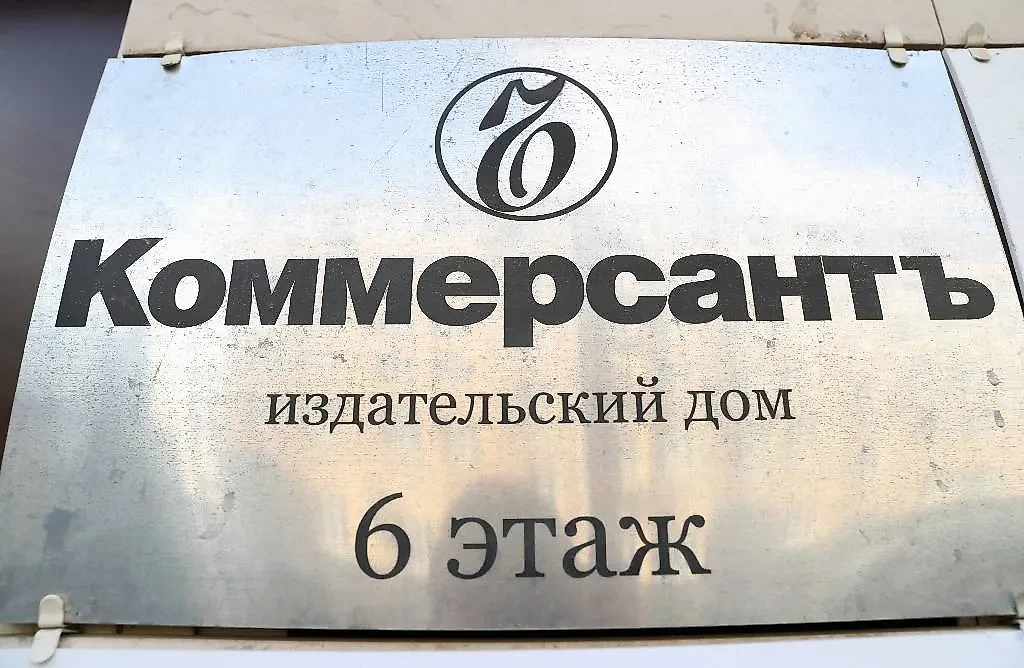 Ъ
Коммерсантъ
издательский дом
6 этаж